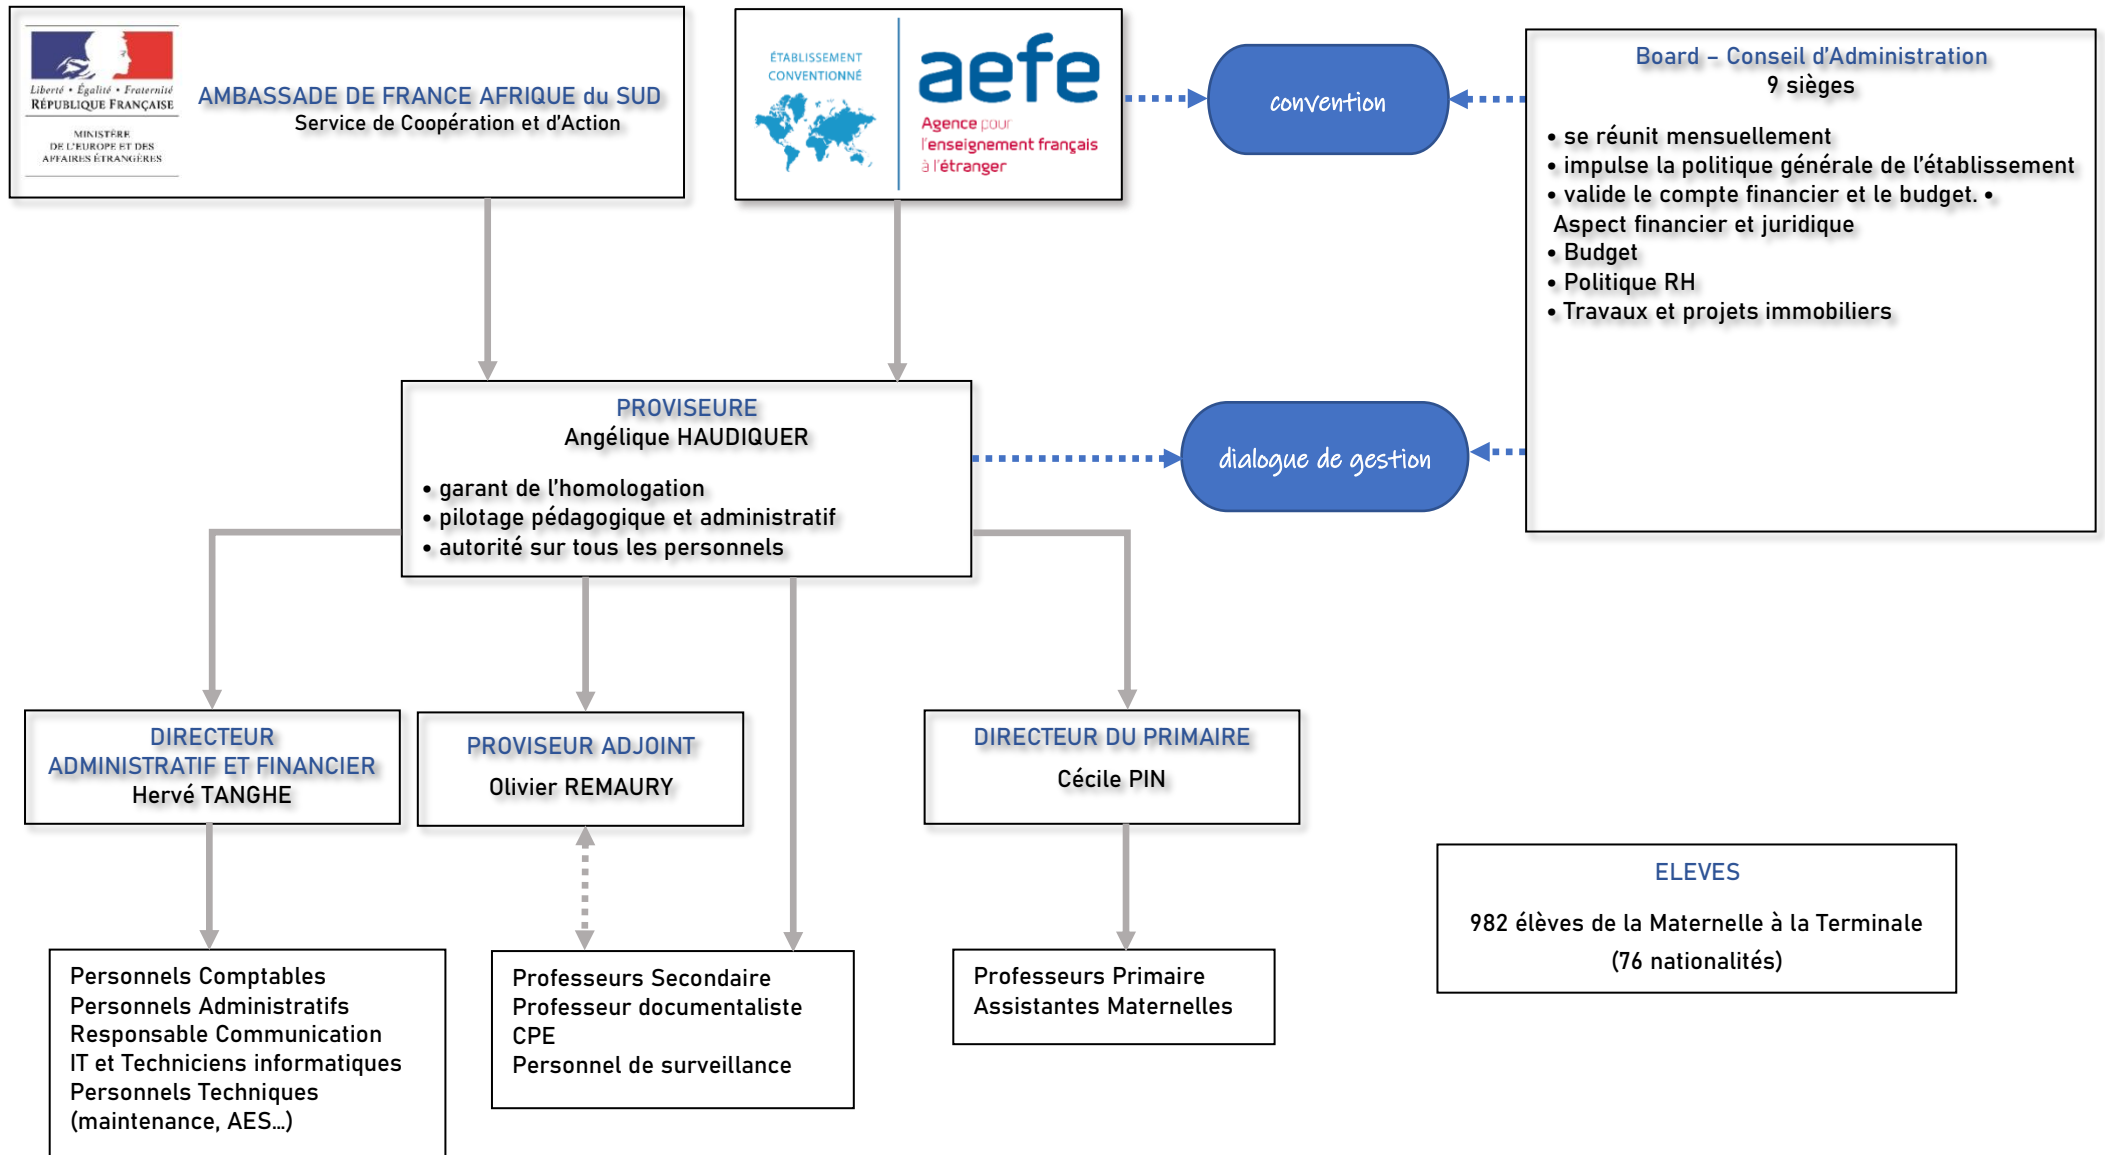 Liberté • Égalité • Fraternité
RÉPUBLIQUE FRANÇAISE
MINISTÈRE
DE L'EUROPE ET DES
AFFAIRES ÉTRANGÈRES
AMBASSADE DE FRANCE AFRIQUE du SUD
Service de Coopération et d'Action
ÉTABLISSEMENT
CONVENTIONNÉ
aefe
Agence pour
l'enseignement français
à l'étranger
convention
Board – Conseil d'Administration
9 sièges
• se réunit mensuellement
• impulse la politique générale de l'établissement
• valide le compte financier et le budget. •
Aspect financier et juridique
• Budget
• Politique RH
• Travaux et projets immobiliers
PROVISEURE
Angélique HAUDIQUER
• garant de l'homologation
• pilotage pédagogique et administratif
• autorité sur tous les personnels
dialogue de gestion
DIRECTEUR
ADMINISTRATIF ET FINANCIER
Hervé TANGHE
PROVISEUR ADJOINT
Olivier REMAURY
DIRECTEUR DU PRIMAIRE
Cécile PIN
ELEVES
982 élèves de la Maternelle à la Terminale
(76 nationalités)
Personnels Comptables
Personnels Administratifs
Responsable Communication
IT et Techniciens informatiques
Personnels Techniques
(maintenance, AES…)
Professeurs Secondaire
Professeur documentaliste
CPE
Personnel de surveillance
Professeurs Primaire
Assistantes Maternelles